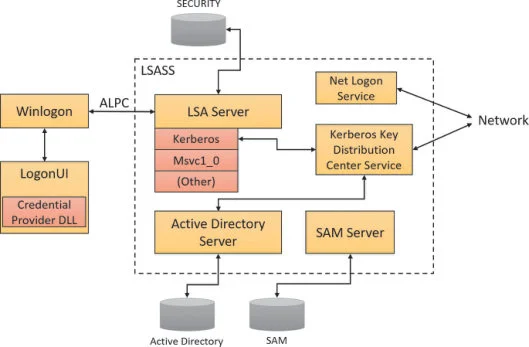 SECURITY
LSASS
Net Logon
Service
Winlogon
ALPC
LSA Server
Network
Kerberos
Msvc1_0
(Other)
Kerberos Key
Distribution
Center Service
LogonUI
Credential
Provider DLL
Active Directory
Server
SAM Server
Active Directory
SAM